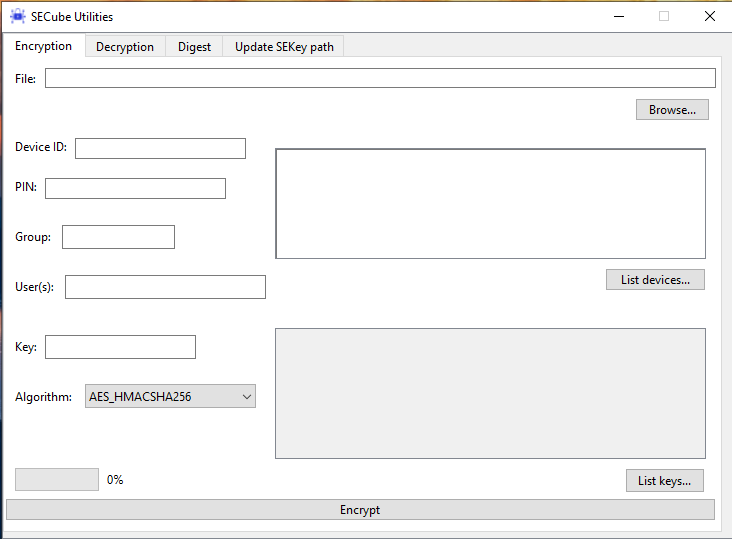 SECube Utilities
Encryption Decryption Digest Update SEKey path
File:
Browse...
Device ID:
PIN:
Group:
List devices...
User(s):
Key:
Algorithm: AES_HMACSHA256
0%
List keys...
Encrypt